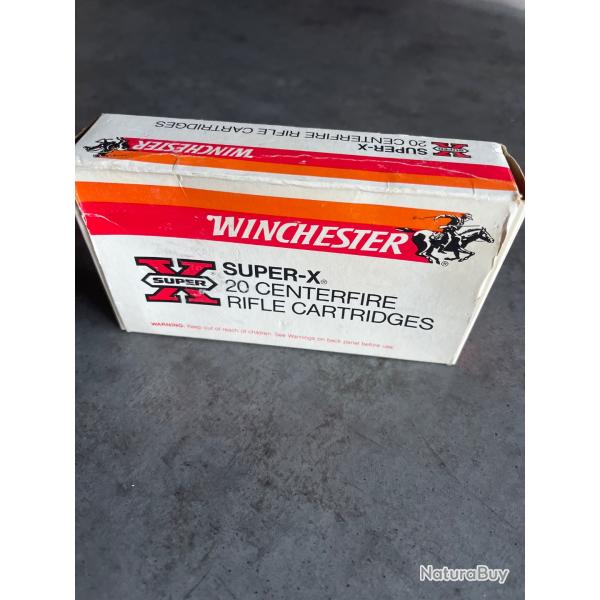 SUPER-X
20 CENTERFIRE RIFLE CARTRIDGES
WINCHESTER
WINCHESTER®
X SUPER®
SUPER-X®
20 CENTERFIRE
RIFLE CARTRIDGES
WARNING: Keep out of reach of children. See Warnings on back panel before use.
NaturaBuy